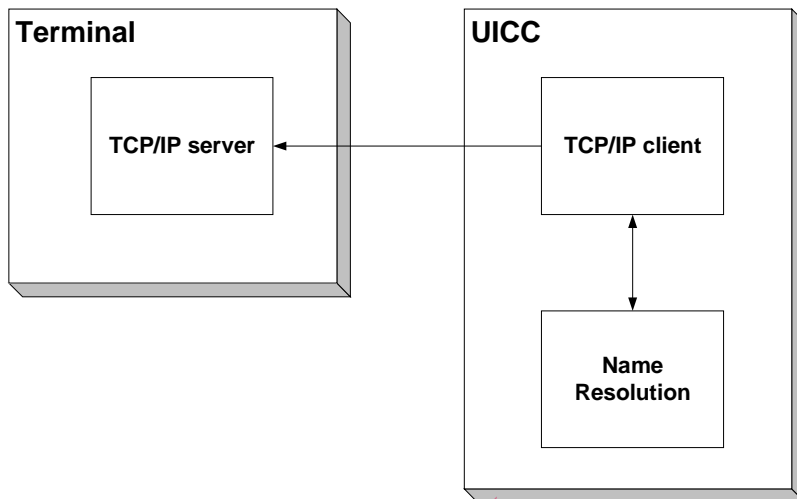 Terminal
UICC
TCP/IP server
TCP/IP client
Name
Resolution